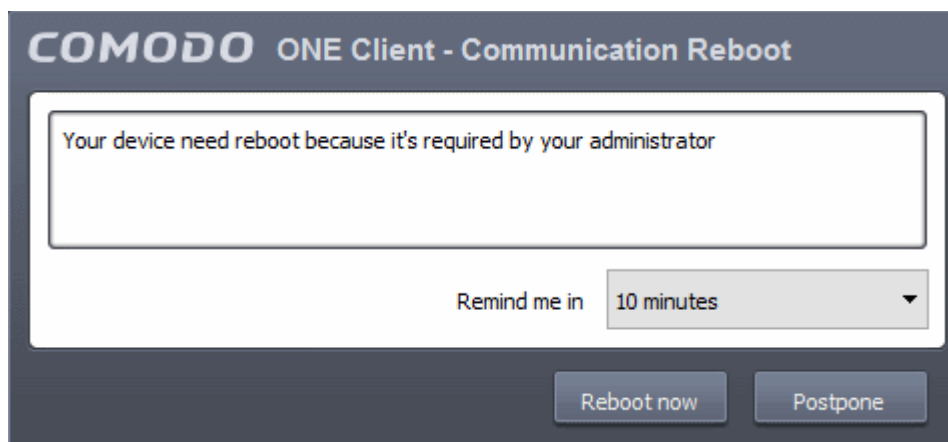 COMODO ONE Client - Communication Reboot
Your device need reboot because it's required by your administrator
Remind me in 10 minutes
Reboot now Postpone